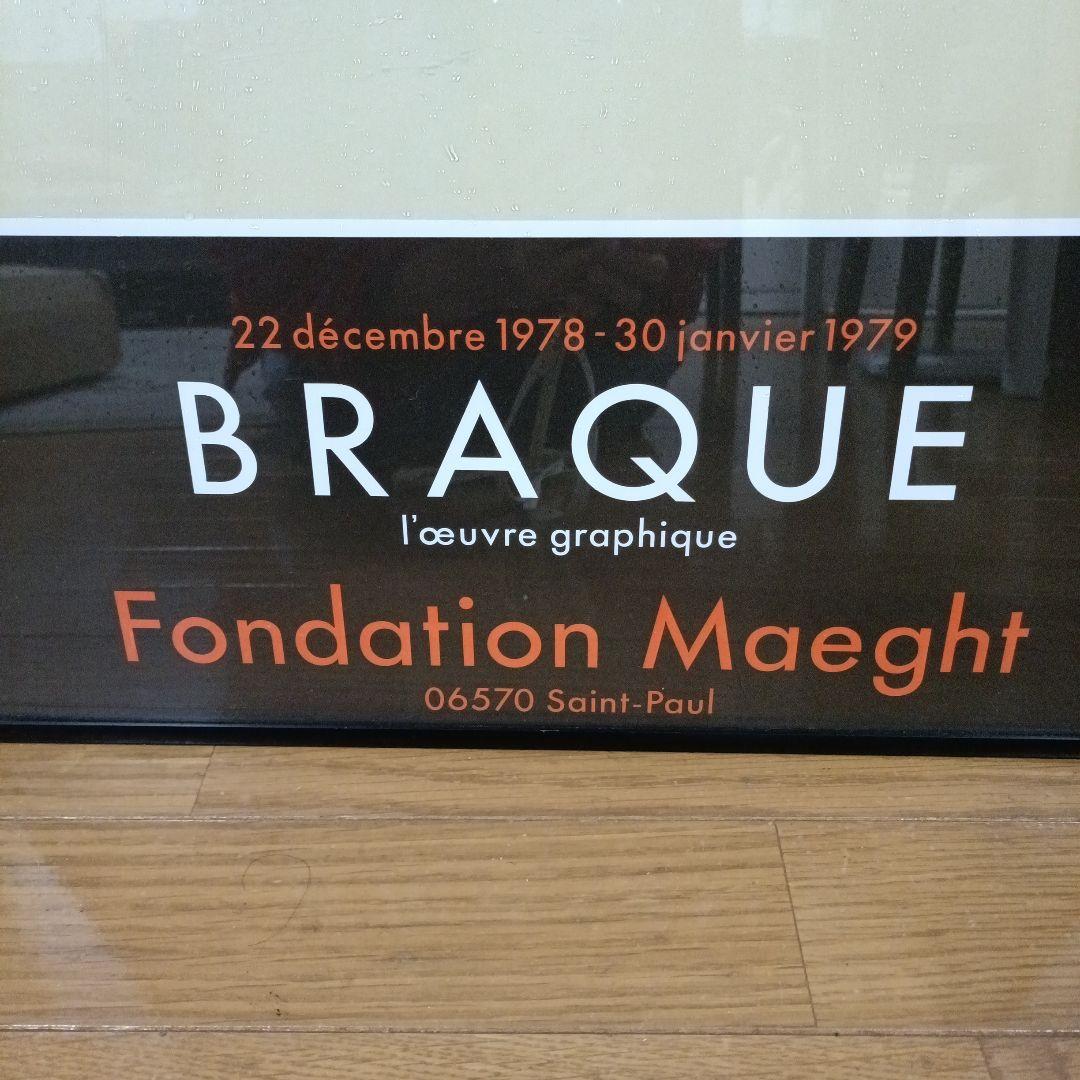 22 décembre 1978 - 30 janvier 1979
BRAQUE
l'œuvre graphique
Fondation Maeght
06570 Saint-Paul